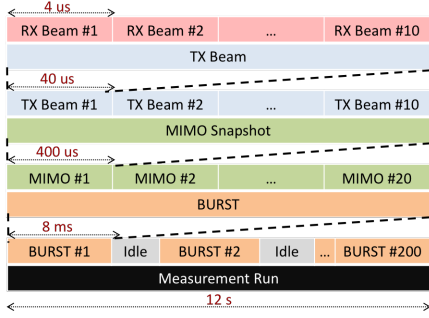 4 us
RX Beam #1 RX Beam #2 ... RX Beam #10
TX Beam
40 us
TX Beam #1 TX Beam #2 ... TX Beam #10
MIMO Snapshot
400 us
MIMO #1 MIMO #2 ... MIMO #20
BURST
8 ms
BURST #1 Idle BURST #2 Idle ... BURST #200
Measurement Run
12 s